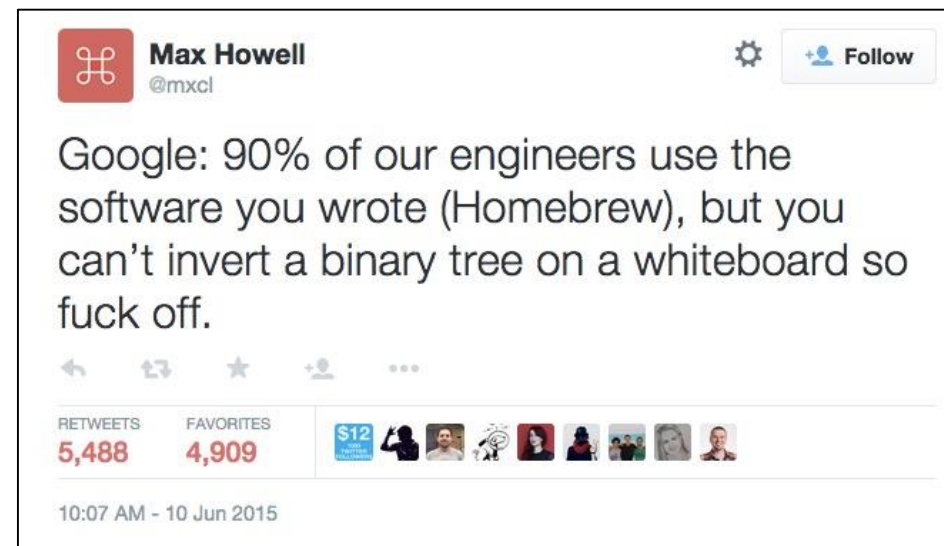 Max Howell
@mxcl
Follow
Google: 90% of our engineers use the
software you wrote (Homebrew), but you
can't invert a binary tree on a whiteboard so
fuck off.
RETWEETS FAVORITES
5,488 4,909
$12
10:07 AM - 10 Jun 2015